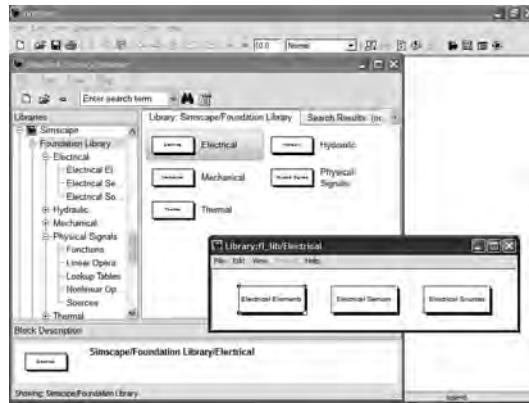 10.0 Normal
Enter search term
Libraries
Library: Simscape/Foundation Library Search Results: (nc
Simscape
Foundation Library
Electrical
Electrical El
Electrical Se...
Electrical So...
Hydraulic
Mechanical
Physical Signals
Functions
Linear Opera
Lookup Tables
Nonlinear Op
Sources
Thermal
Electrical Hydraulic
Mechanical Physical
Signals
Thermal
Library:fl_lib/Electrical
File Edit View Help
Electrical Elements Electrical Sensors Electrical Sources
Block Description
Simscape/Foundation Library/Electrical
Showing: Simscape/Foundation Library